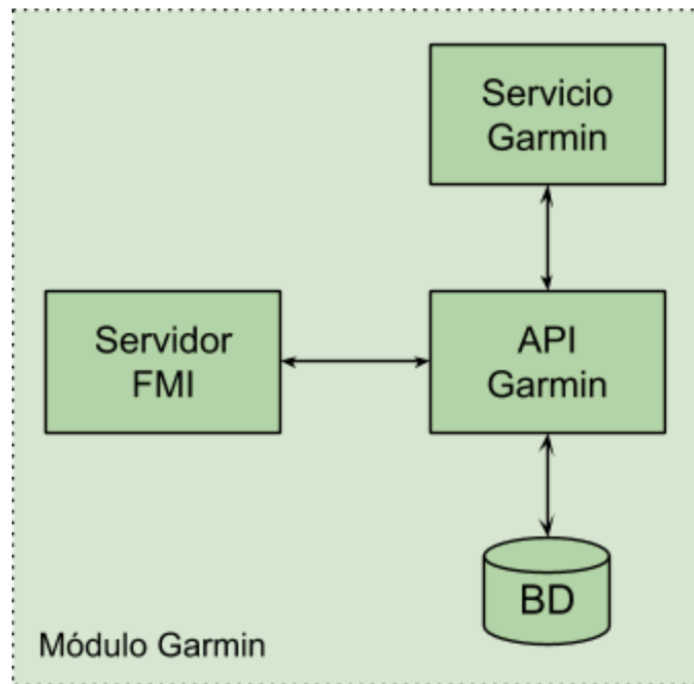 Servicio
Garmin
Servidor
FMI
API
Garmin
BD
Módulo Garmin